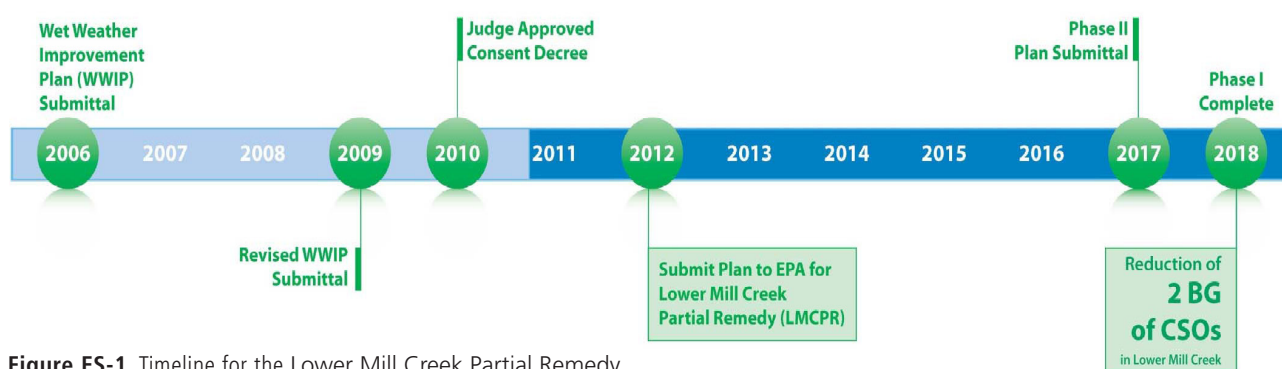 Wet Weather
Improvement
Plan (WWIP)
Submittal
Judge Approved
Consent Decree
Phase II
Plan Submittal
Phase I
Complete
2006 2007 2008 2009 2010 2011 2012 2013 2014 2015 2016 2017 2018
Revised WWIP
Submittal
Submit Plan to EPA for
Lower Mill Creek
Partial Remedy (LMCPR)
Reduction of
2 BG
of CSOs
in Lower Mill Creek
Figure ES-1 Timeline for the Lower Mill Creek Partial Remedy